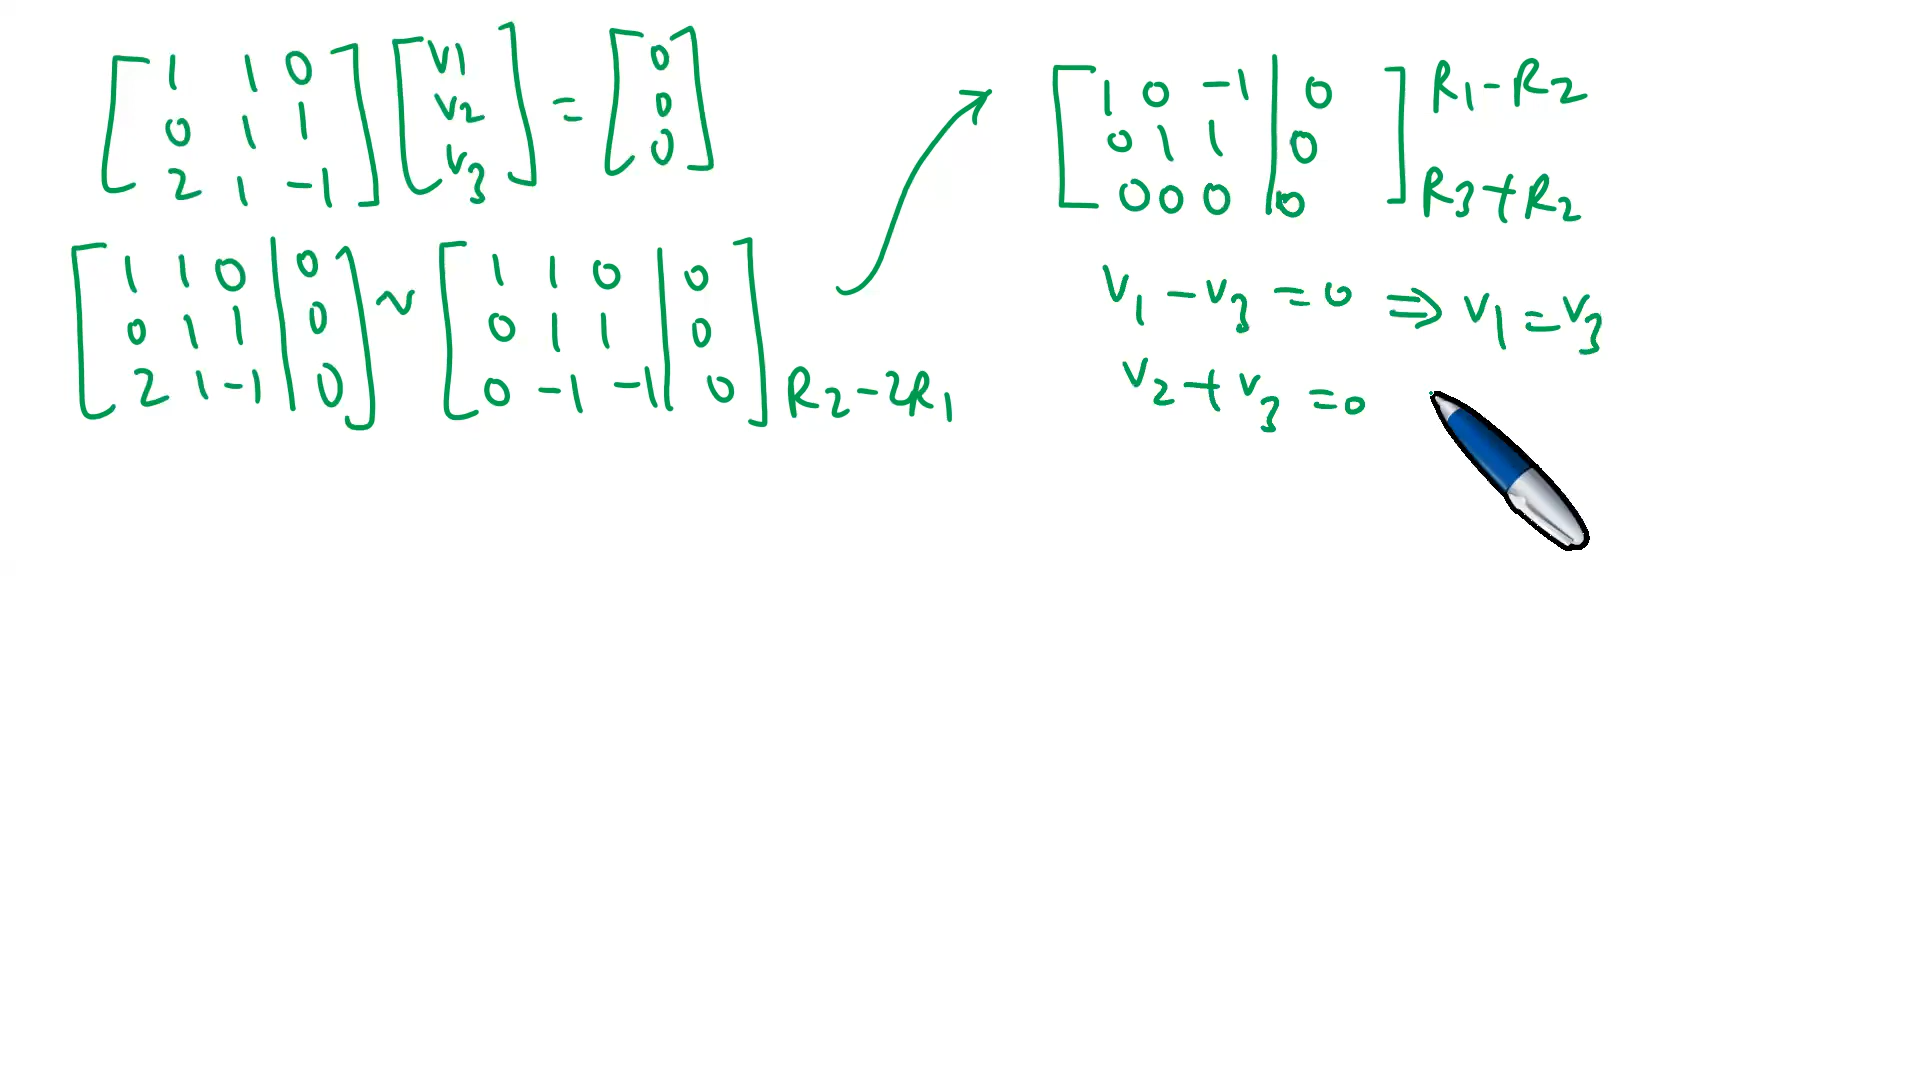 [1 1 0; 0 1 1; 2 1 -1] [v1; v2; v3] = [0; 0; 0]
[1 1 0 | 0; 0 1 1 | 0; 2 1 -1 | 0] ~ [1 1 0 | 0; 0 1 1 | 0; 0 -1 -1 | 0] R2-2R1
[1 0 -1 | 0; 0 1 1 | 0; 0 0 0 | 0] R1-R2 R3+R2
v1 - v3 = 0 ⇒ v1 = v3
v2 + v3 = 0